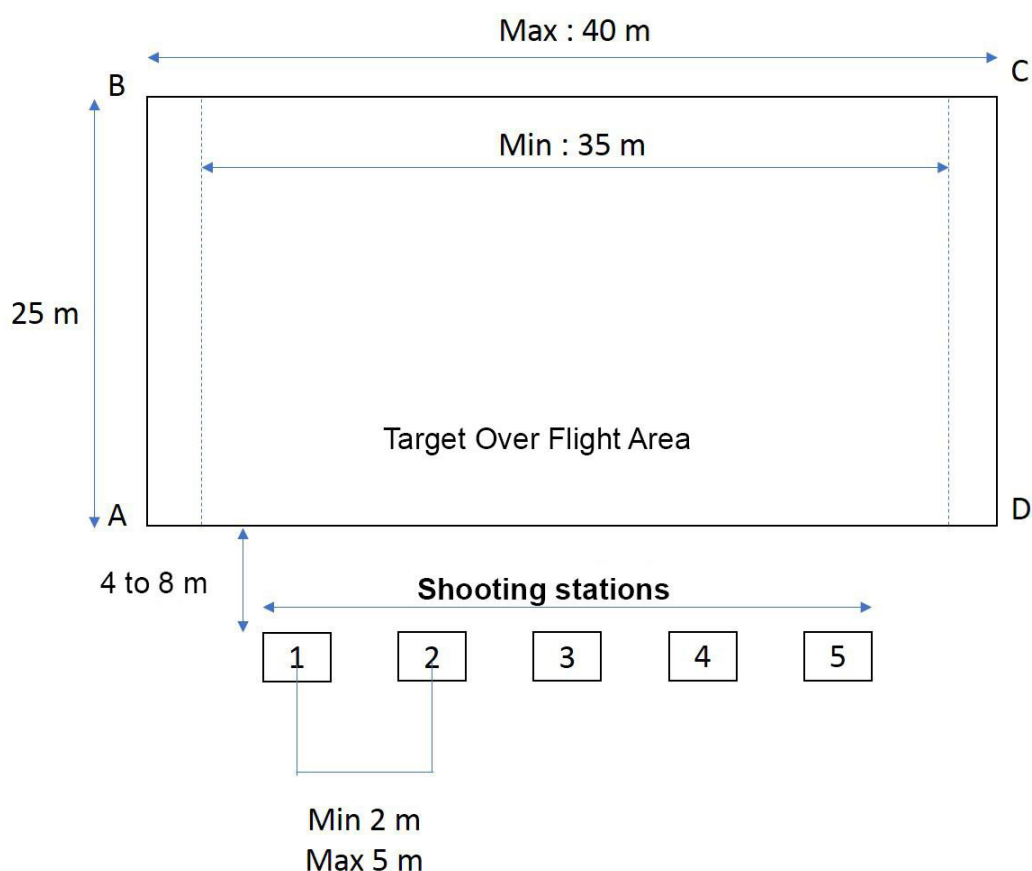 Max : 40 m
B
C
Min : 35 m
25 m
Target Over Flight Area
A
D
4 to 8 m
Shooting stations
1 2 3 4 5
Min 2 m
Max 5 m